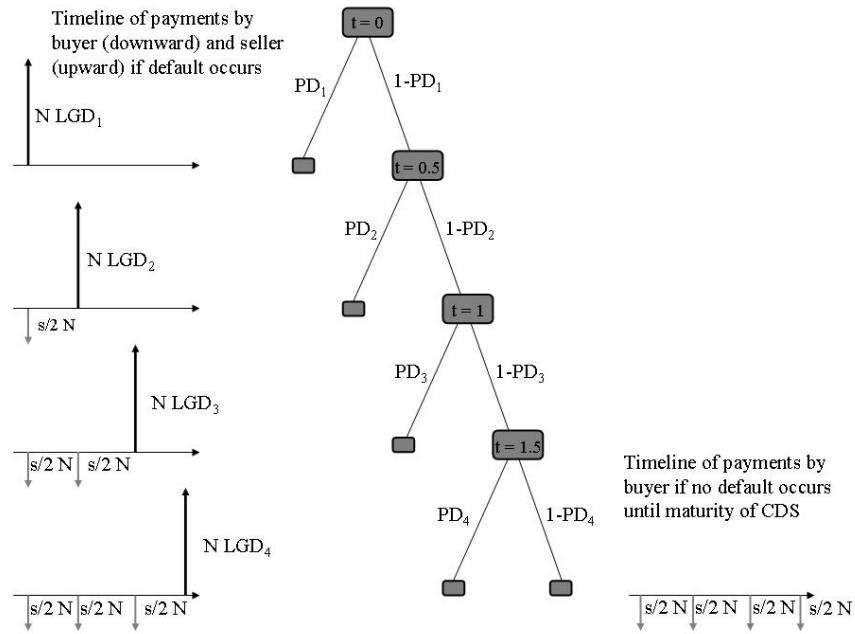 Timeline of payments by
buyer (downward) and seller
(upward) if default occurs
t = 0
PD₁
1-PD₁
N LGD₁
t = 0.5
PD₂
1-PD₂
N LGD₂
s/2 N
t = 1
PD₃
1-PD₃
N LGD₃
s/2 N s/2 N
t = 1.5
Timeline of payments by
buyer if no default occurs
until maturity of CDS
PD₄
1-PD₄
N LGD₄
s/2 N s/2 N s/2 N
s/2 N s/2 N s/2 N s/2 N